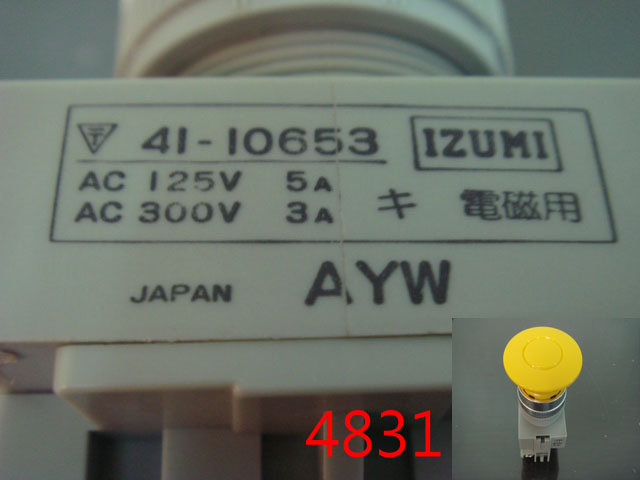 41-10653 IZUMI
AC 125V 5A
AC 300V 3A キ 電磁用
JAPAN AYW
4831